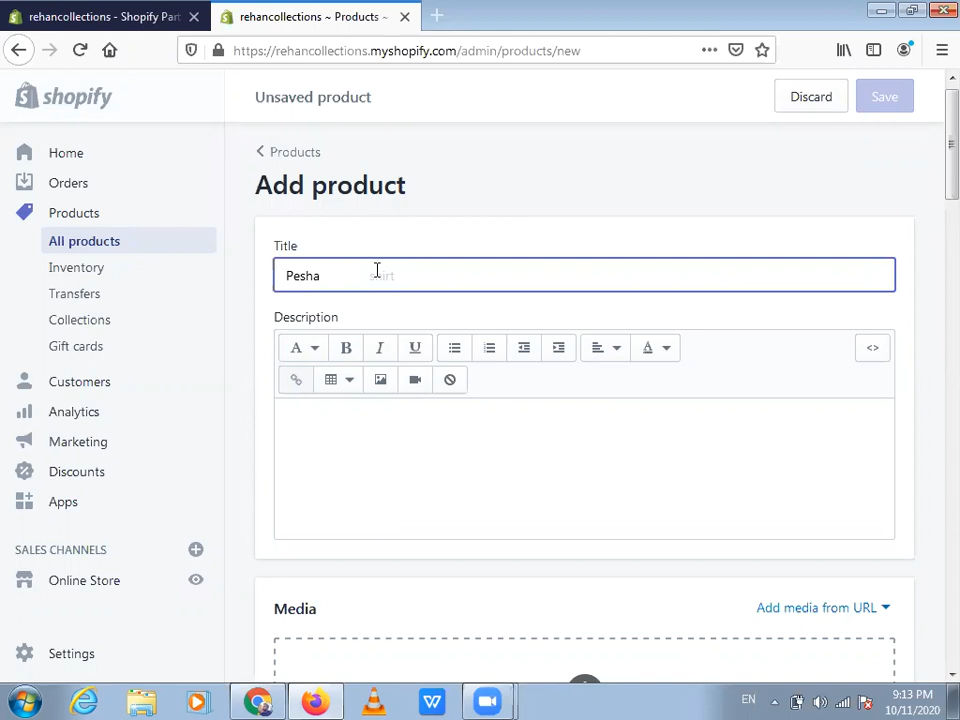 rehancollections - Shopify Part
rehancollections ~ Products ~
https://rehancollections.myshopify.com/admin/products/new
shopify
Unsaved product
Discard
Save
Home
Orders
Products
All products
Inventory
Transfers
Collections
Gift cards
Customers
Analytics
Marketing
Discounts
Apps
SALES CHANNELS
Online Store
Settings
Products
Add product
Title
Pesha
Description
A
B
I
U
A
<>
Media
Add media from URL
W
EN
9:13 PM
10/11/2020